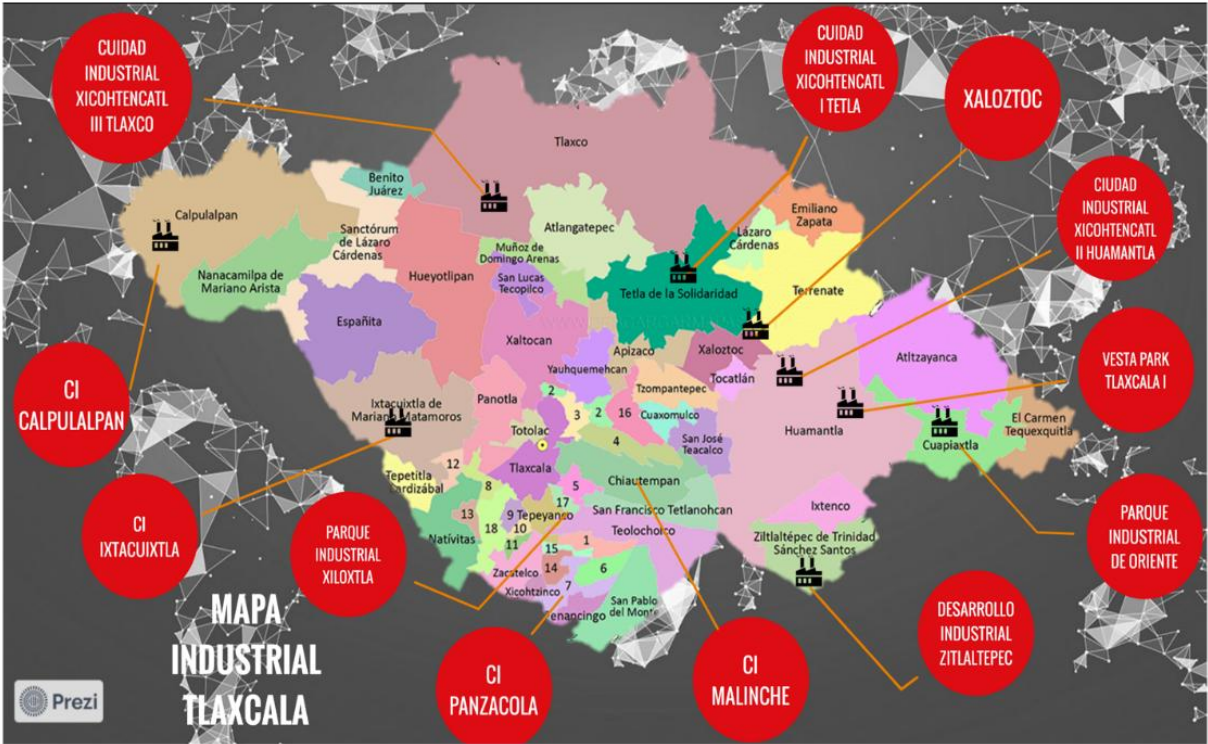 CUIDAD
INDUSTRIAL
XICOHTENCATL
III TLAXCO
CUIDAD
INDUSTRIAL
XICOHTENCATL
I TETLA
XALOZTOC
CIUDAD
INDUSTRIAL
XICOHTENCATL
II HUAMANTLA
VESTA PARK
TLAXCALA I
PARQUE
INDUSTRIAL
DE ORIENTE
DESARROLLO
INDUSTRIAL
ZITLALTEPEC
CI
MALINCHE
CI
PANZACOLA
PARQUE
INDUSTRIAL
XILOXTLA
CI
IXTACUIXTLA
CI
CALPULALPAN
Tlaxco
Benito
Juárez
Calpulalpan
Sanctórum
de Lázaro
Cárdenas
Nanacamilpa de
Mariano Arista
Hueyotlipan
Españita
Atlangatepec
Muñoz de
Domingo Arenas
San Lucas
Tecopilco
Emiliano
Zapata
Lázaro
Cárdenas
Tetla de la Solidaridad
Terrenate
Xaltocan
Apizaco
Xaloztoc
Yauhquemehcan
Tocatlán
Tzompantepec
Atltzayanca
Ixtacuixtla de
Mariano Matamoros
Panotla
2
3
2
16
Cuaxomulco
El Carmen
Tequexquitla
Huamantla
Cuapiaxtla
Totolac
4
San José
Teacalco
Tlaxcala
12
Tepetitla
ardizábal
8
5
Chiautempan
17
San Francisco Tetlanohcan
Ixtenco
13
9
Tepeyanco
10
18
Teolocholco
Natívitas
11
15
1
Ziltlaltépec de Trinidad
Sánchez Santos
Zacatelco
14
6
Xicohtzinco
7
San Pablo
del Monte
enancingo
MAPA
INDUSTRIAL
TLAXCALA
Prezi